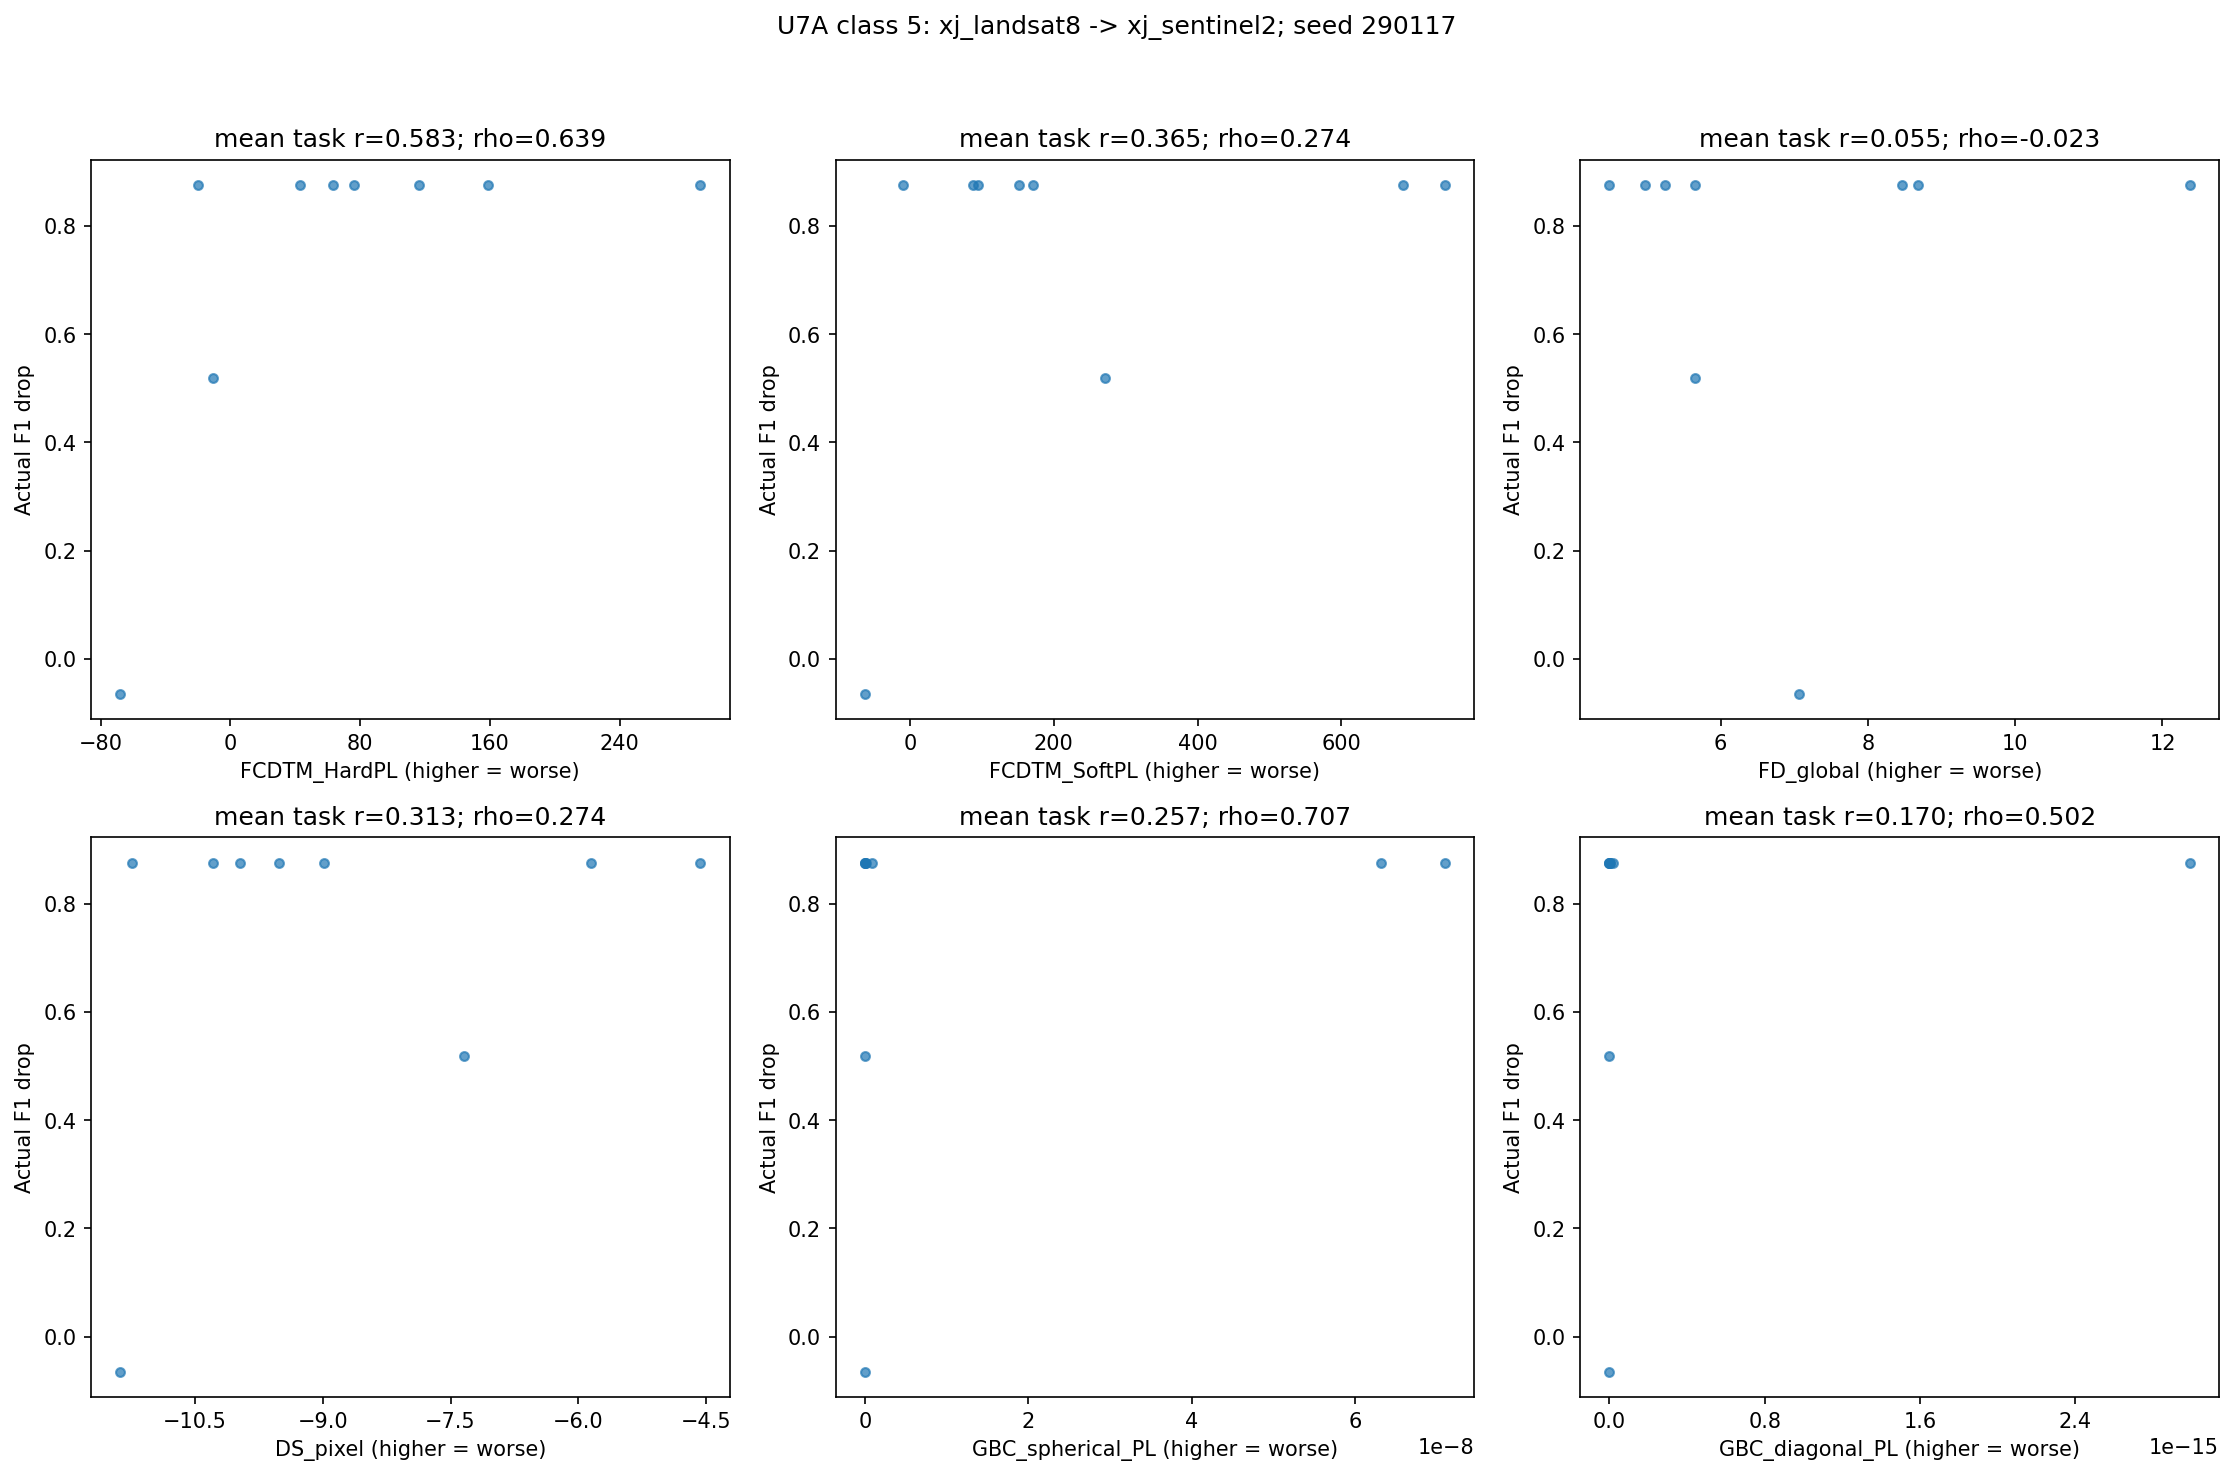 U7A class 5: xj_landsat8 -> xj_sentinel2; seed 290117
mean task r=0.583; rho=0.639
Actual F1 drop
0.8
0.6
0.4
0.2
0.0
−80
0
80
160
240
FCDTM_HardPL (higher = worse)
mean task r=0.365; rho=0.274
Actual F1 drop
0.8
0.6
0.4
0.2
0.0
0
200
400
600
FCDTM_SoftPL (higher = worse)
mean task r=0.055; rho=-0.023
Actual F1 drop
0.8
0.6
0.4
0.2
0.0
6
8
10
12
FD_global (higher = worse)
mean task r=0.313; rho=0.274
Actual F1 drop
0.8
0.6
0.4
0.2
0.0
−10.5
−9.0
−7.5
−6.0
−4.5
DS_pixel (higher = worse)
mean task r=0.257; rho=0.707
Actual F1 drop
0.8
0.6
0.4
0.2
0.0
0
2
4
6
1e−8
GBC_spherical_PL (higher = worse)
mean task r=0.170; rho=0.502
Actual F1 drop
0.8
0.6
0.4
0.2
0.0
0.0
0.8
1.6
2.4
1e−15
GBC_diagonal_PL (higher = worse)